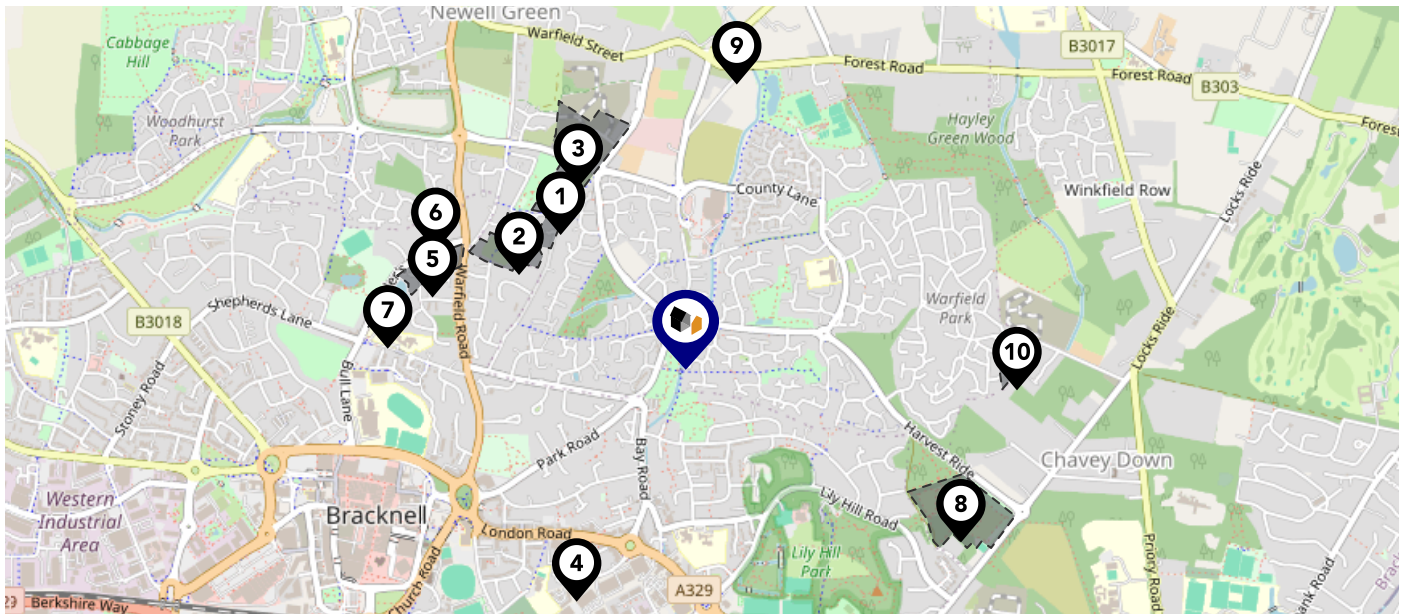 Newell Green
Cabbage
Hill
Warfield Street
9
B3017
Forest Road
Forest Road
B303
Forest
Woodhurst
Park
Hayley
Green Wood
3
County Lane
Winkfield Row
Locks Ride
1
6
2
5
Warfield Road
7
Shepherds Lane
B3018
Warfield
Park
Locks Ride
10
Stoney Road
Bull Lane
Park Road
Bay Road
Harvest Ride
Chavey Down
Western
Industrial
Area
Bracknell
8
Lily Hill Road
London Road
Lily Hill
Park
4
A329
Church Road
Priory Road
Berkshire Way